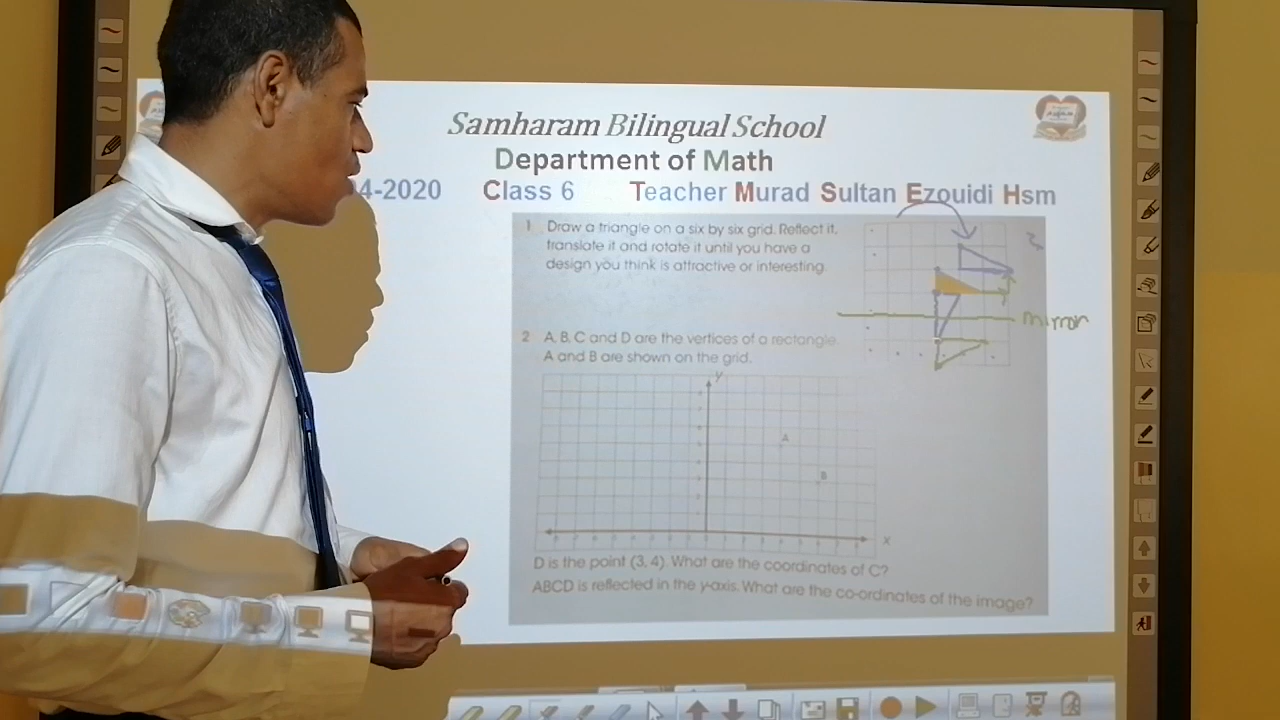 Samharam Bilingual School
Department of Math
4-2020 Class 6 Teacher Murad Sultan Ezouidi Hsm
1 Draw a triangle on a six by six grid. Reflect it,
translate it and rotate it until you have a
design you think is attractive or interesting.
mirror
2 A, B, C and D are the vertices of a rectangle.
A and B are shown on the grid.
y
A
B
x
D is the point (3, 4). What are the coordinates of C?
ABCD is reflected in the y-axis. What are the co-ordinates of the image?